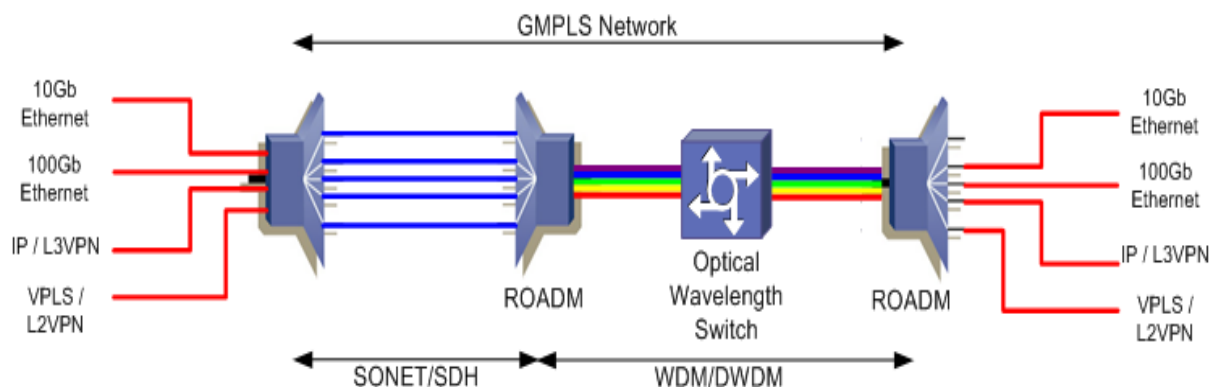 GMPLS Network
10Gb
Ethernet
100Gb
Ethernet
IP / L3VPN
VPLS /
L2VPN
ROADM
Optical
Wavelength
Switch
ROADM
10Gb
Ethernet
100Gb
Ethernet
IP / L3VPN
VPLS /
L2VPN
SONET/SDH
WDM/DWDM